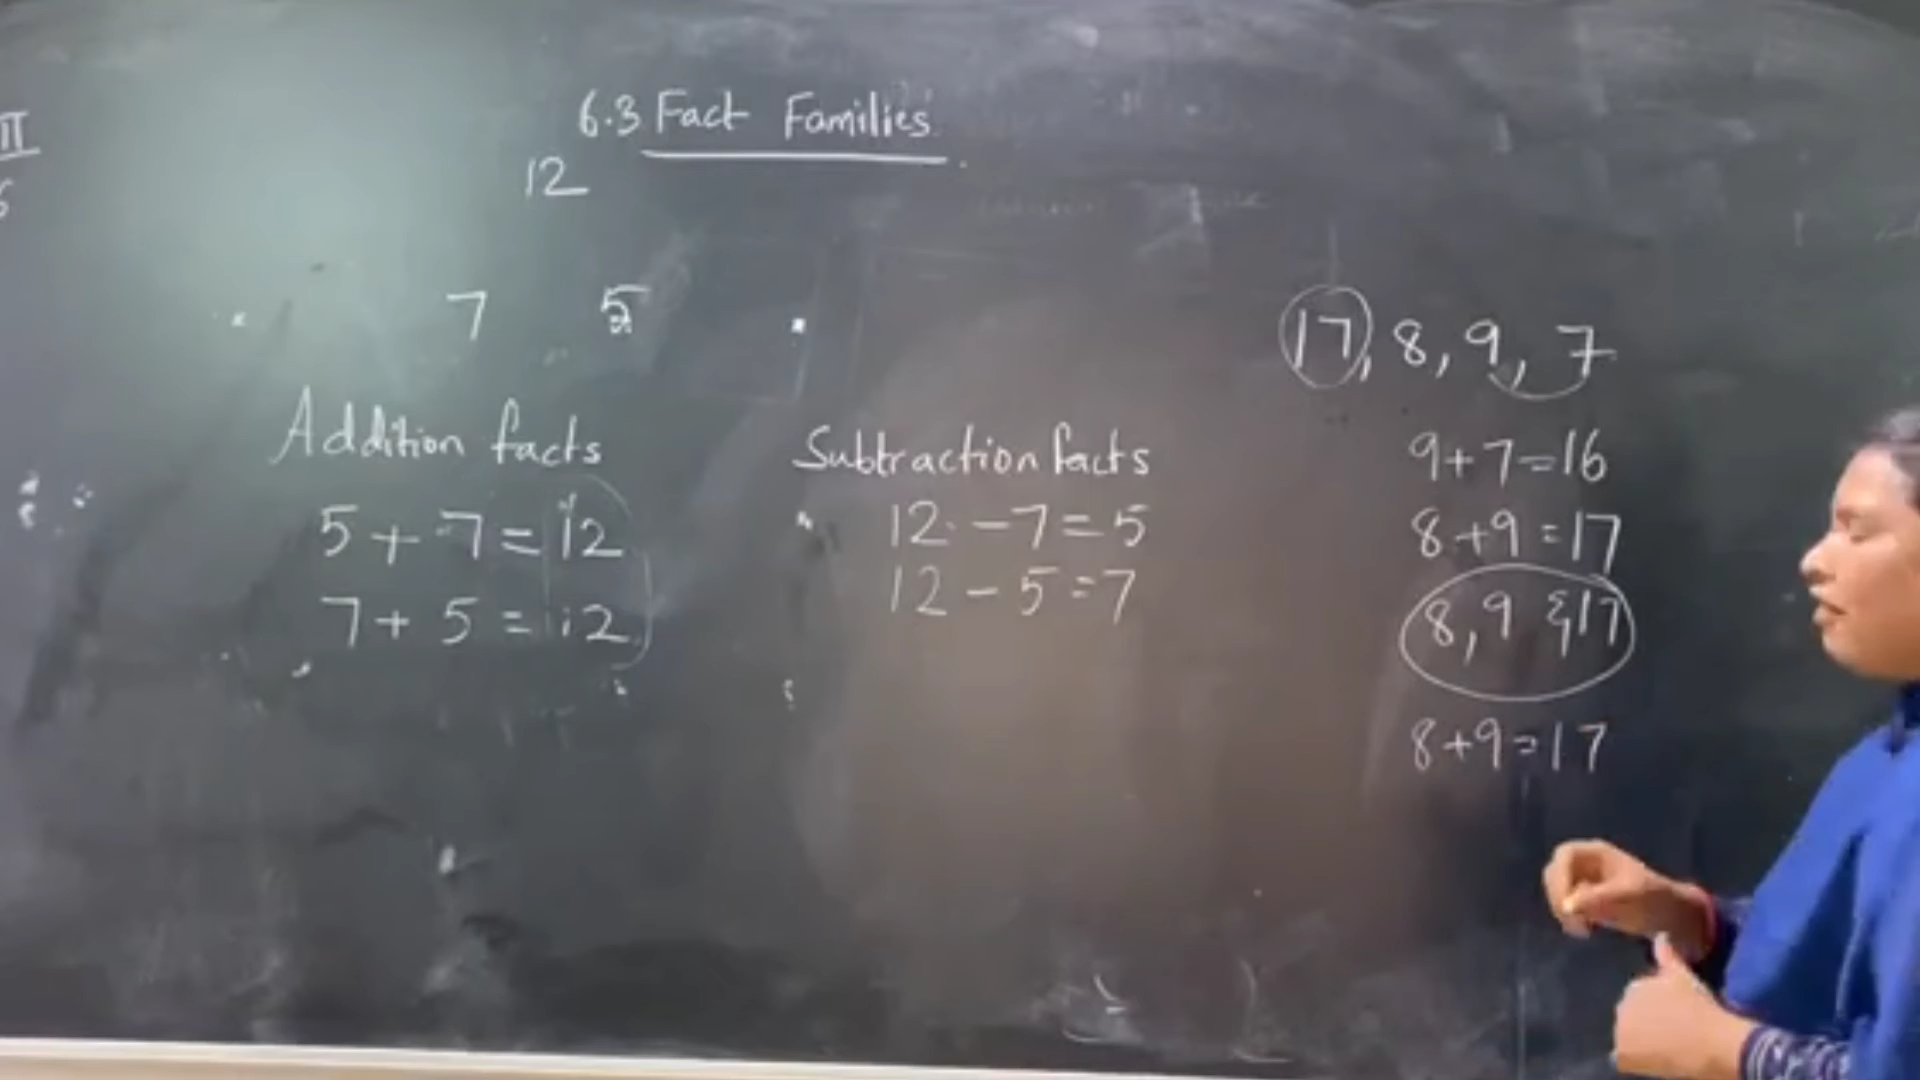 II
6
6.3 Fact Families
12
7 5
Addition facts
5 + 7 = 12
7 + 5 = 12
Subtraction facts
12 - 7 = 5
12 - 5 = 7
17, 8, 9, 7
9+7=16
8+9=17
8, 9 & 17
8+9=17